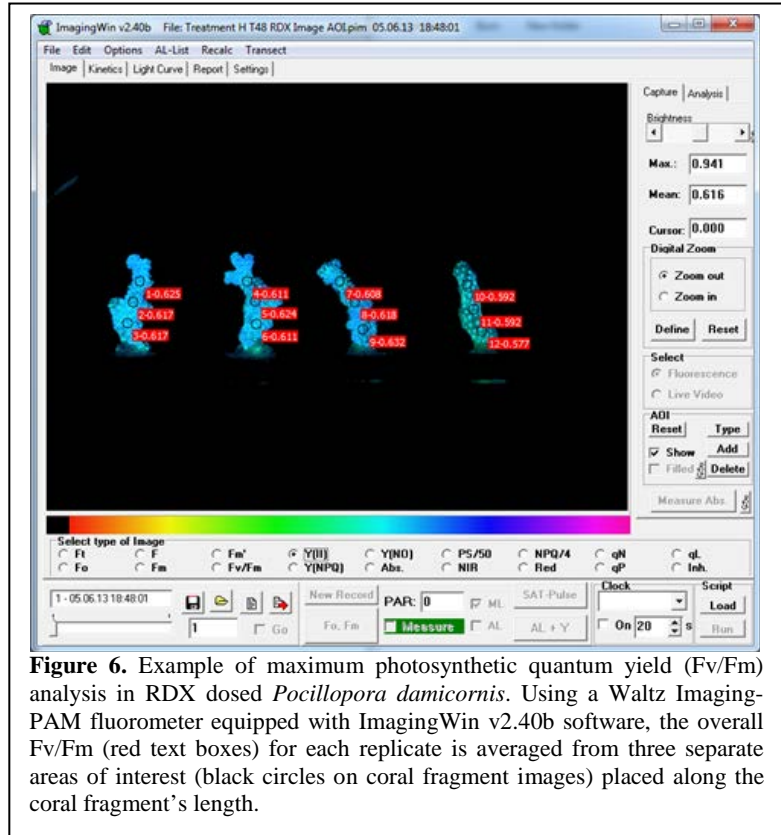 ImagingWin v2.40b File: Treatment H T48 RDX Image AOI.pim 05.06.13 18:48:01
File Edit Options AL-List Recalc Transect
Image Kinetics Light Curve Report Settings
Capture Analysis
Brightness
Max.: 0.941
Mean: 0.616
Cursor: 0.000
Digital Zoom
Zoom out
Zoom in
Define Reset
Select
Fluorescence
Live Video
AOI
Reset Type
Show Add
Filled Delete
Measure Abs.
1-0.625
2-0.617
3-0.617
4-0.611
5-0.624
6-0.611
7-0.608
8-0.618
9-0.632
10-0.592
11-0.592
12-0.577
Select type of Image
Ft F Fm' Y(II) Y(NO) PS/50 NPQ/4 qN qL
Fo Fm Fv/Fm Y(NPQ) Abs. NIR Red qP Inh.
1 - 05.06.13 18:48:01
1 Go
New Record PAR: 0 ML SAT-Pulse
Fo, Fm Measure AL AL + Y
Clock
On 20 s
Script
Load
Run
Figure 6. Example of maximum photosynthetic quantum yield (Fv/Fm)
analysis in RDX dosed Pocillopora damicornis. Using a Waltz Imaging-
PAM fluorometer equipped with ImagingWin v2.40b software, the overall
Fv/Fm (red text boxes) for each replicate is averaged from three separate
areas of interest (black circles on coral fragment images) placed along the
coral fragment's length.